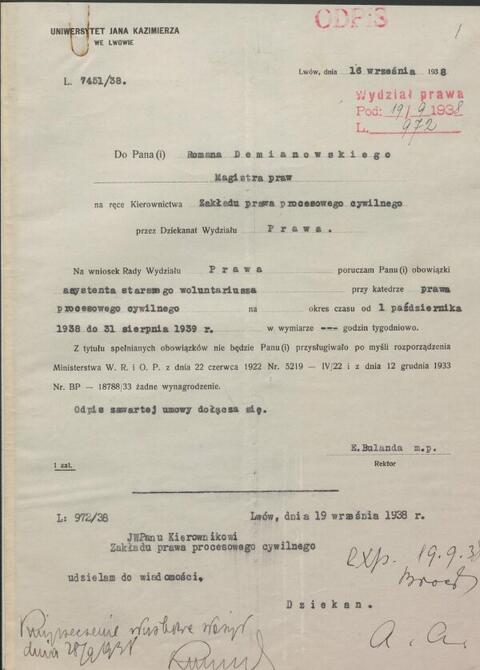 ODPIS
1
UNIWERSYTET JANA KAZIMIERZA
WE LWOWIE
L. 7451/38.
Lwów, dnia 16 września 1938
Wydział prawa
Pod: 19/9 1938
L. 972
Do Pana(i) Romana Demianowskiego
Magistra praw
na ręce Kierownictwa Zakładu prawa procesowego cywilnego
przez Dziekanat Wydziału Prawa.
Na wniosek Rady Wydziału Prawa poruczam Panu(i) obowiązki
asystenta starszego woluntariusza przy katedrze prawa
procesowego cywilnego na okres czasu od 1 października
1938 do 31 sierpnia 1939 r. w wymiarze --- godzin tygodniowo.
Z tytułu spełnianych obowiązków nie będzie Panu(i) przysługiwało po myśli rozporządzenia
Ministerstwa W. R. i O. P. z dnia 22 czerwca 1922 Nr. 5219 – IV/22 i z dnia 12 grudnia 1933
Nr. BP – 18788/33 żadne wynagrodzenie.
Odpis zawartej umowy dołącza się.
E. Bulanda m.p.
Rektor
1 zał.
L: 972/38
Lwów, dnia 19 września 1938 r.
JWPanu Kierownikowi
Zakładu prawa procesowego cywilnego
exp. 19.9.38
udzielam do wiadomości.
Dziekan.
dnia 28/9 1938